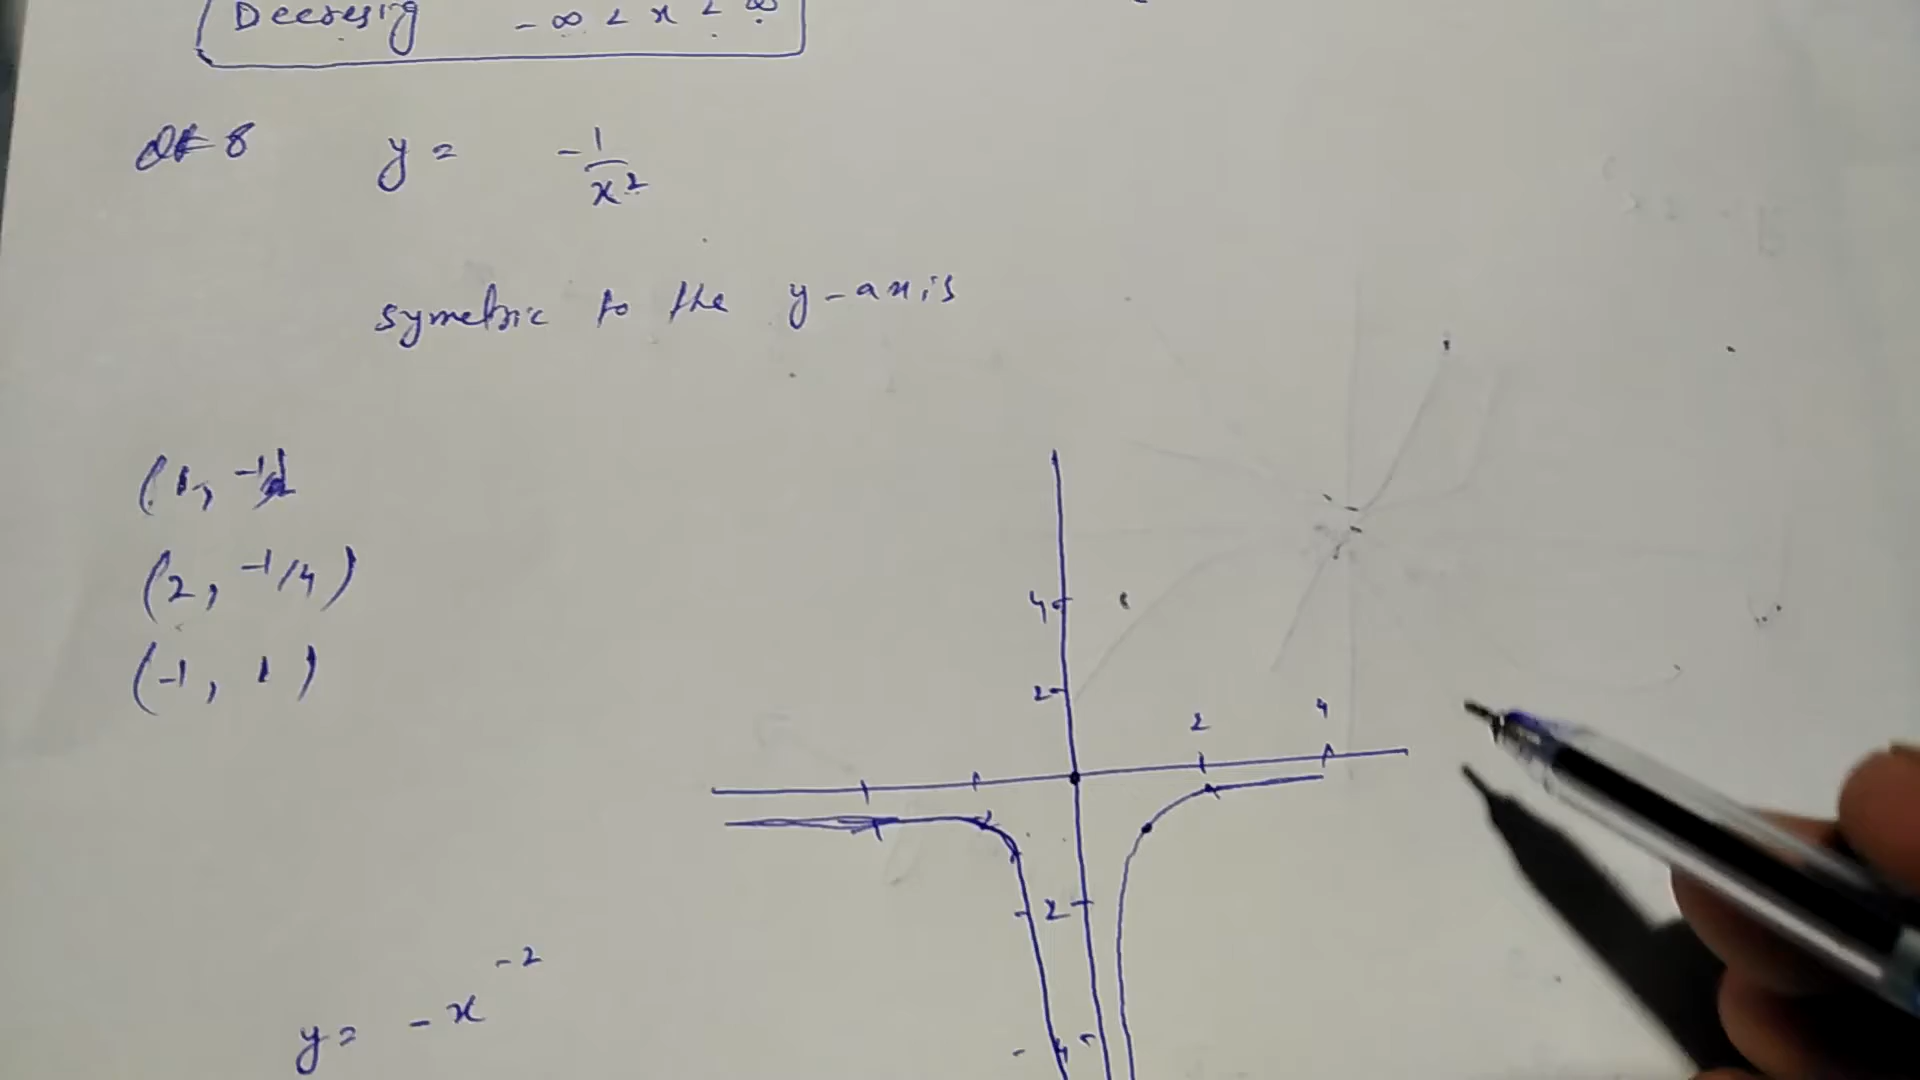 Decresig -∞ < x < ∞
8 y = -1/x²
symetric to the y-axis
(1, -1
(2, -1/4)
(-1, 1)
4
2
2 4
2
- 4
y = -x⁻²